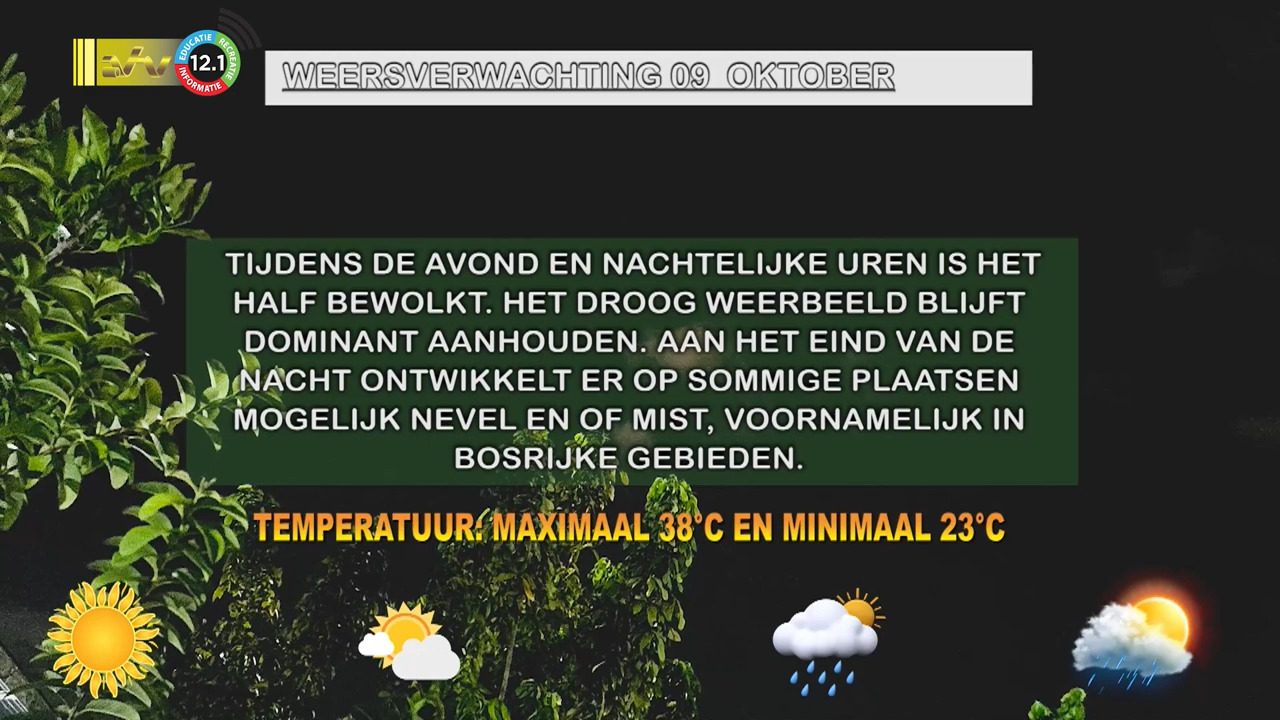 EDUCATIE
RECREATIE
INFORMATIE
12.1
WEERSVERWACHTING 09 OKTOBER
TIJDENS DE AVOND EN NACHTELIJKE UREN IS HET
HALF BEWOLKT. HET DROOG WEERBEELD BLIJFT
DOMINANT AANHOUDEN. AAN HET EIND VAN DE
NACHT ONTWIKKELT ER OP SOMMIGE PLAATSEN
MOGELIJK NEVEL EN OF MIST, VOORNAMELIJK IN
BOSRIJKE GEBIEDEN.
TEMPERATUUR: MAXIMAAL 38°C EN MINIMAAL 23°C